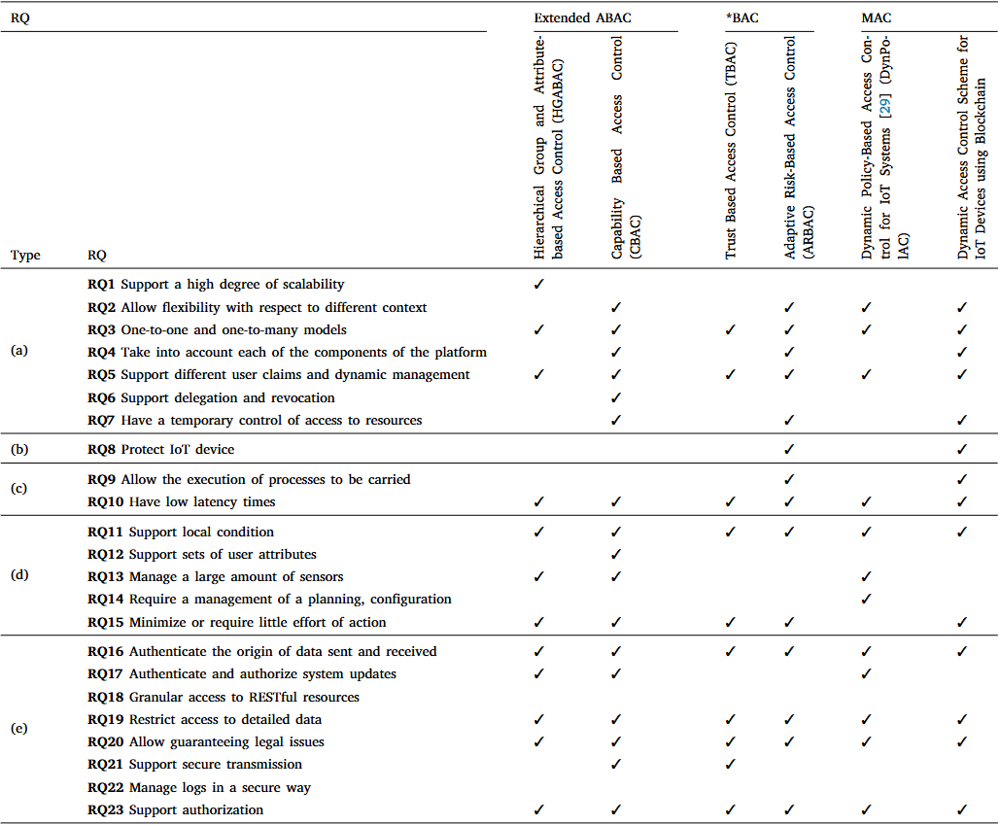 RQ Extended ABAC *BAC MAC
Hierarchical Group and Attribute-
based Access Control (HGABAC)
Capability Based Access Control
(CBAC)
Trust Based Access Control (TBAC)
Adaptive Risk-Based Access Control
(ARBAC)
Dynamic Policy-Based Access Con-
trol for IoT Systems [29] (DynPo-
IAC)
Dynamic Access Control Scheme for
IoT Devices using Blockchain
Type RQ
RQ1 Support a high degree of scalability ✓
RQ2 Allow flexibility with respect to different context ✓ ✓ ✓ ✓
RQ3 One-to-one and one-to-many models ✓ ✓ ✓ ✓ ✓ ✓
(a) RQ4 Take into account each of the components of the platform ✓ ✓ ✓
RQ5 Support different user claims and dynamic management ✓ ✓ ✓ ✓ ✓ ✓
RQ6 Support delegation and revocation ✓
RQ7 Have a temporary control of access to resources ✓ ✓ ✓
(b) RQ8 Protect IoT device ✓ ✓
(c) RQ9 Allow the execution of processes to be carried ✓ ✓
RQ10 Have low latency times ✓ ✓ ✓ ✓ ✓ ✓
RQ11 Support local condition ✓ ✓ ✓ ✓ ✓ ✓
RQ12 Support sets of user attributes ✓
(d) RQ13 Manage a large amount of sensors ✓ ✓ ✓
RQ14 Require a management of a planning, configuration ✓
RQ15 Minimize or require little effort of action ✓ ✓ ✓ ✓ ✓
RQ16 Authenticate the origin of data sent and received ✓ ✓ ✓ ✓ ✓ ✓
RQ17 Authenticate and authorize system updates ✓ ✓ ✓
RQ18 Granular access to RESTful resources
(e) RQ19 Restrict access to detailed data ✓ ✓ ✓ ✓ ✓ ✓
RQ20 Allow guaranteeing legal issues ✓ ✓ ✓ ✓ ✓ ✓
RQ21 Support secure transmission ✓ ✓
RQ22 Manage logs in a secure way
RQ23 Support authorization ✓ ✓ ✓ ✓ ✓ ✓